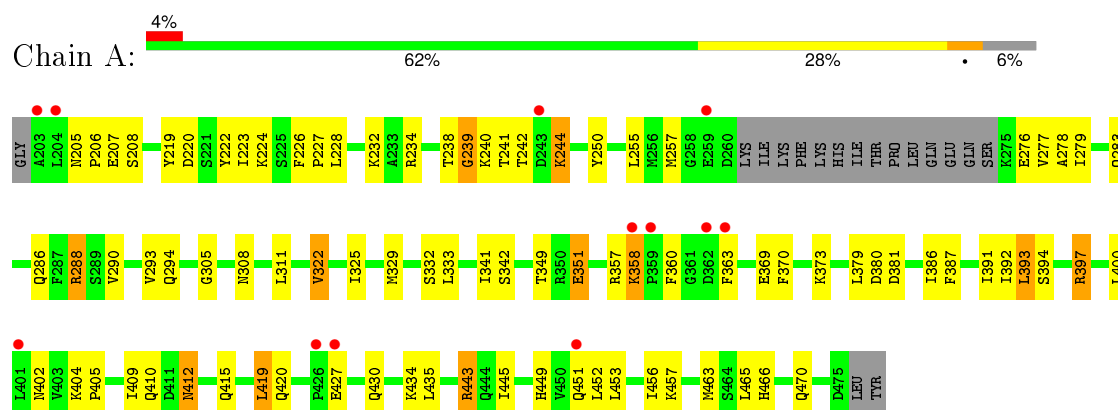 4%
Chain A:
62% 28% • 6%
GLY A203 L204 N205 P206 E207 S208 Y219 D220 S221 Y222 I223 K224 S225 F226 P227 L228 K232 A233 R234 T238 G239 K240 T241 T242 D243 K244 Y250 L255 M256 M257 G258 E259 D260 LYS ILE LYS PHE LYS HIS ILE THR PRO LEU GLN GLU GLN SER K275 E276 V277 A278 I279
Q286 F287 R288 S289 V290 V293 Q294 G305 N308 L311 V322 I325 M329 S332 L333 I341 S342 T349 R350 E351 R357 K358 P359 F360 G361 D362 F363 E369 F370 K373 L379 D380 D381 I386 F387 I391 I392 L393 S394 R397
L401 N402 V403 K404 P405 I409 Q410 D411 N412 Q415 L419 Q420 P426 E427 Q430 K434 L435 R443 Q444 I445 H449 V450 Q451 L452 L453 I456 K457 M463 S464 L465 H466 Q470 D475 LEU TYR